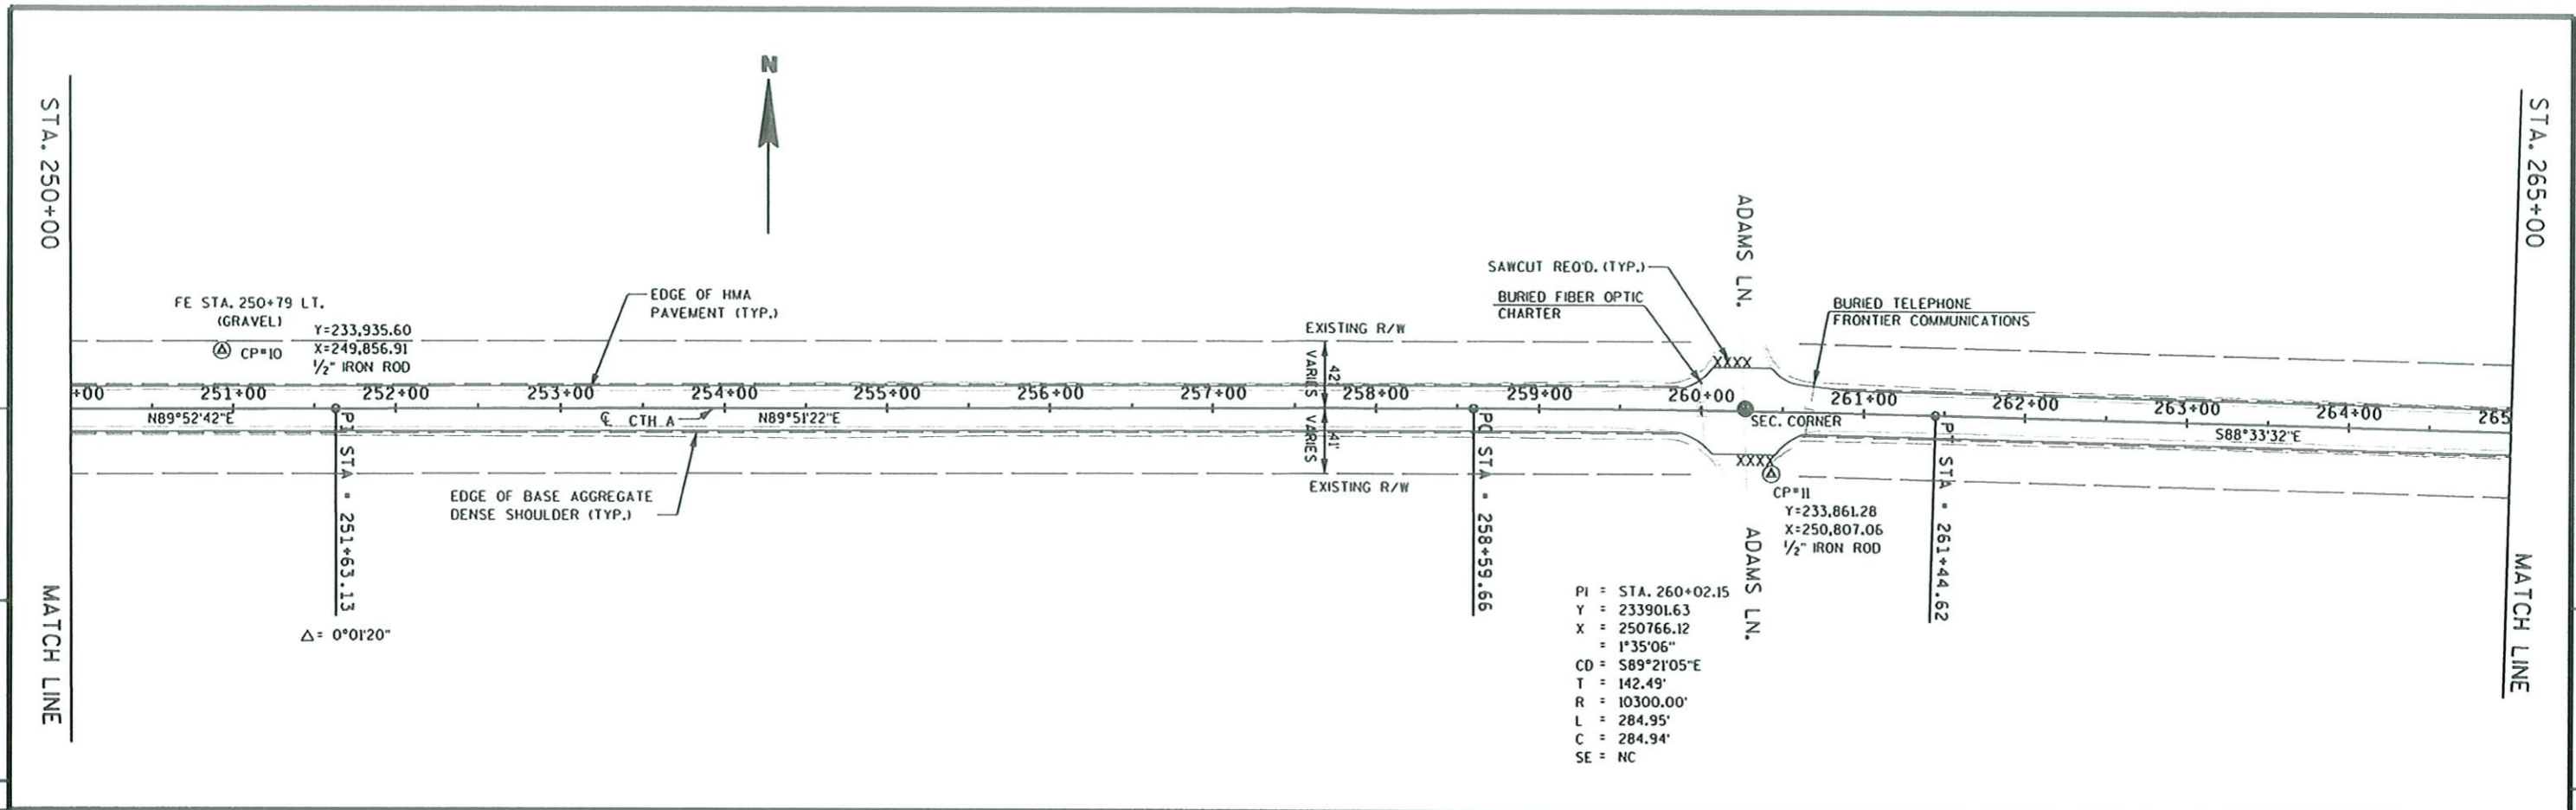 N
STA. 250+00
MATCH LINE
FE STA. 250+79 LT.
(GRAVEL)
CP#10
Y=233,935.60
X=249,856.91
1/2" IRON ROD
EDGE OF HMA
PAVEMENT (TYP.)
EXISTING R/W
42'
VARIES
SAWCUT REQ'D. (TYP.)
BURIED FIBER OPTIC
CHARTER
ADAMS LN.
BURIED TELEPHONE
FRONTIER COMMUNICATIONS
STA. 265+00
MATCH LINE
+00
251+00
252+00
253+00
254+00
255+00
256+00
257+00
258+00
259+00
260+00
261+00
262+00
263+00
264+00
265
N89°52'42"E
℄ CTH A
N89°51'22"E
SEC. CORNER
S88°33'32"E
XXXX
XXXX
41'
VARIES
EXISTING R/W
EDGE OF BASE AGGREGATE
DENSE SHOULDER (TYP.)
PI STA = 251+63.13
△= 0°01'20"
PC STA = 258+59.66
CP#11
Y=233,861.28
X=250,807.06
1/2" IRON ROD
ADAMS LN.
STA = 261+44.62
PI = STA. 260+02.15
Y = 233901.63
X = 250766.12
= 1°35'06"
CD = S89°21'05"E
T = 142.49'
R = 10300.00'
L = 284.95'
C = 284.94'
SE = NC